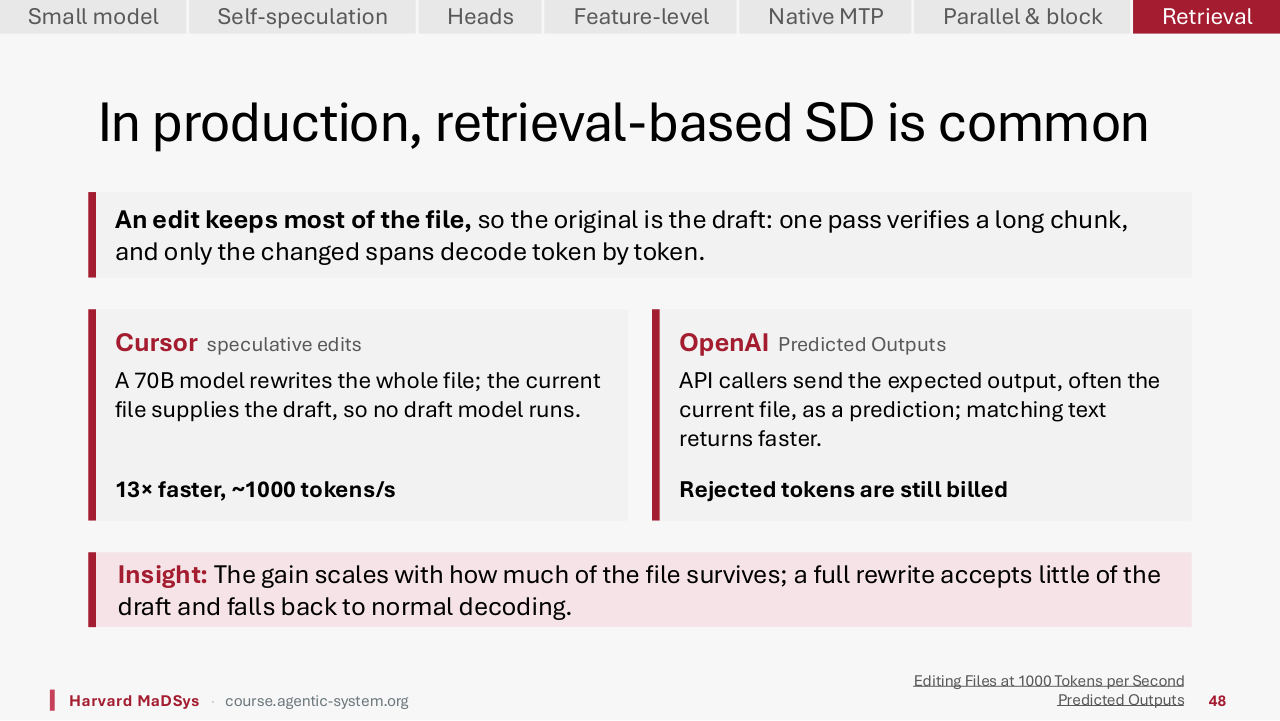 Small model
Self-speculation
Heads
Feature-level
Native MTP
Parallel & block
Retrieval
In production, retrieval-based SD is common
An edit keeps most of the file, so the original is the draft: one pass verifies a long chunk,
and only the changed spans decode token by token.
Cursor speculative edits
A 70B model rewrites the whole file; the current
file supplies the draft, so no draft model runs.
13× faster, ~1000 tokens/s
OpenAI Predicted Outputs
API callers send the expected output, often the
current file, as a prediction; matching text
returns faster.
Rejected tokens are still billed
Insight: The gain scales with how much of the file survives; a full rewrite accepts little of the
draft and falls back to normal decoding.
Harvard MaDSys · course.agentic-system.org
Editing Files at 1000 Tokens per Second
Predicted Outputs
48